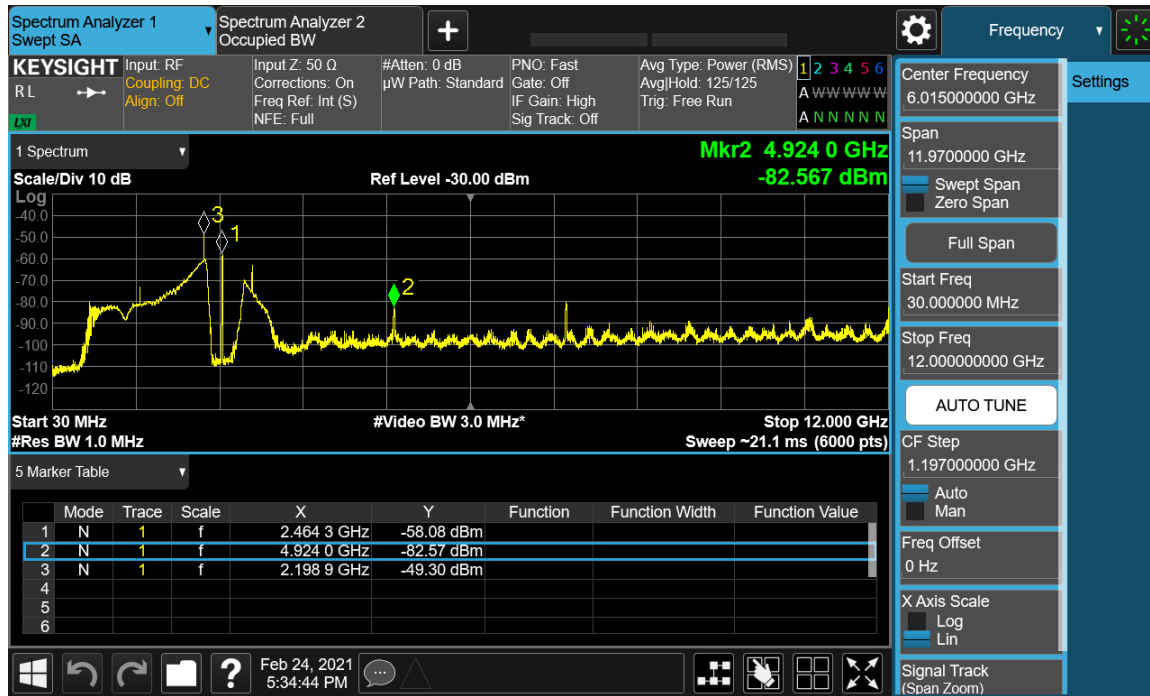 Spectrum Analyzer 1
Swept SA
Spectrum Analyzer 2
Occupied BW
Frequency
KEYSIGHT
R L
LXI
Input: RF
Coupling: DC
Align: Off
Input Z: 50 Ω
Corrections: On
Freq Ref: Int (S)
NFE: Full
#Atten: 0 dB
µW Path: Standard
PNO: Fast
Gate: Off
IF Gain: High
Sig Track: Off
Avg Type: Power (RMS)
Avg|Hold: 125/125
Trig: Free Run
1 2 3 4 5 6
A W W W W W
A N N N N N
1 Spectrum
Mkr2 4.924 0 GHz
-82.567 dBm
Scale/Div 10 dB
Ref Level -30.00 dBm
Log
-40.0
-50.0
-60.0
-70.0
-80.0
-90.0
-100
-110
-120
3
1
2
Start 30 MHz
#Video BW 3.0 MHz*
Stop 12.000 GHz
#Res BW 1.0 MHz
Sweep ~21.1 ms (6000 pts)
5 Marker Table
Mode Trace Scale X Y Function Function Width Function Value
1 N 1 f 2.464 3 GHz -58.08 dBm
2 N 1 f 4.924 0 GHz -82.57 dBm
3 N 1 f 2.198 9 GHz -49.30 dBm
4
5
6
?
Feb 24, 2021
5:34:44 PM
Center Frequency
6.015000000 GHz
Settings
Span
11.9700000 GHz
Swept Span
Zero Span
Full Span
Start Freq
30.000000 MHz
Stop Freq
12.000000000 GHz
AUTO TUNE
CF Step
1.197000000 GHz
Auto
Man
Freq Offset
0 Hz
X Axis Scale
Log
Lin
Signal Track
(Span Zoom)